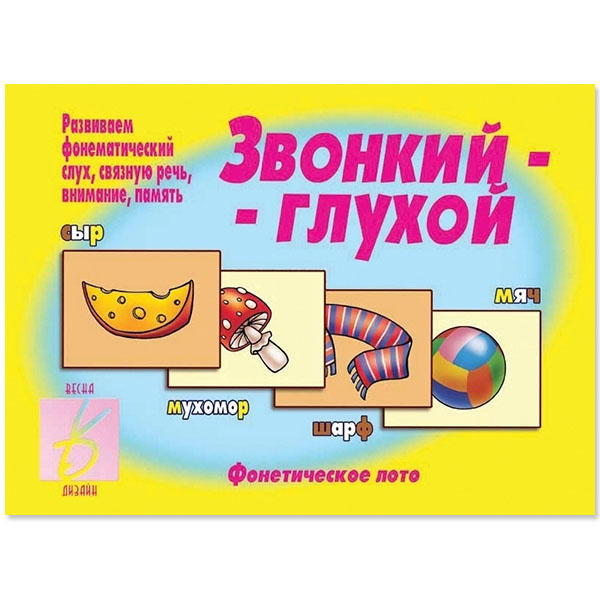 Развиваем
фонематический
слух, связную речь,
внимание, память
Звонкий -
- глухой
сыр
мяч
мухомор
шарф
ВЕСНА
ДИЗАЙН
Фонетическое лото